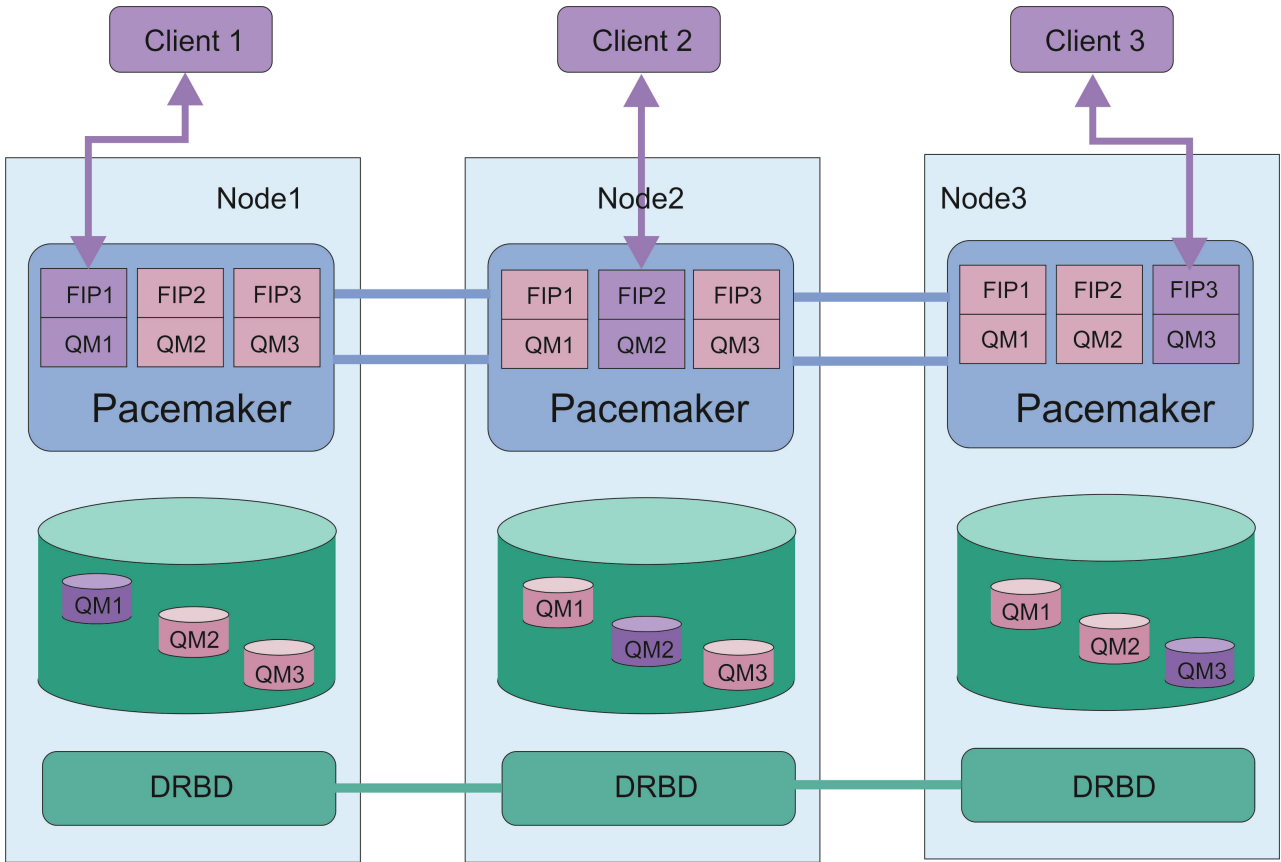 Client 1
Client 2
Client 3
Node1
Node2
Node3
FIP1 FIP2 FIP3
QM1 QM2 QM3
Pacemaker
FIP1 FIP2 FIP3
QM1 QM2 QM3
Pacemaker
FIP1 FIP2 FIP3
QM1 QM2 QM3
Pacemaker
QM1
QM2
QM3
QM1
QM2
QM3
QM1
QM2
QM3
DRBD
DRBD
DRBD